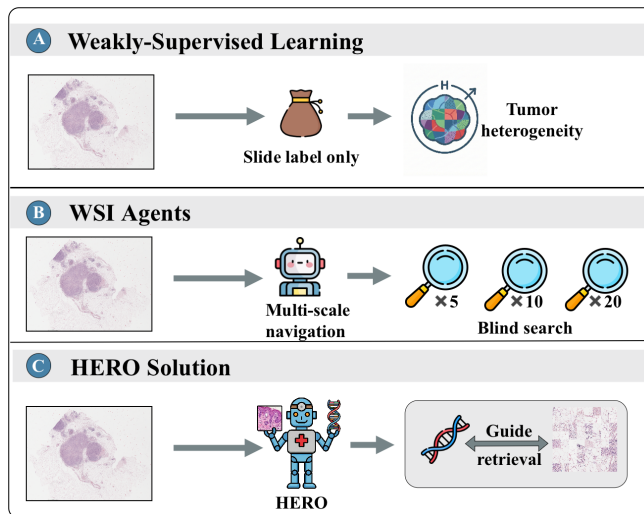 A Weakly-Supervised Learning
Slide label only
H
Tumor
heterogeneity
B WSI Agents
Multi-scale
navigation
×5 ×10 ×20
Blind search
C HERO Solution
HERO
Guide
retrieval